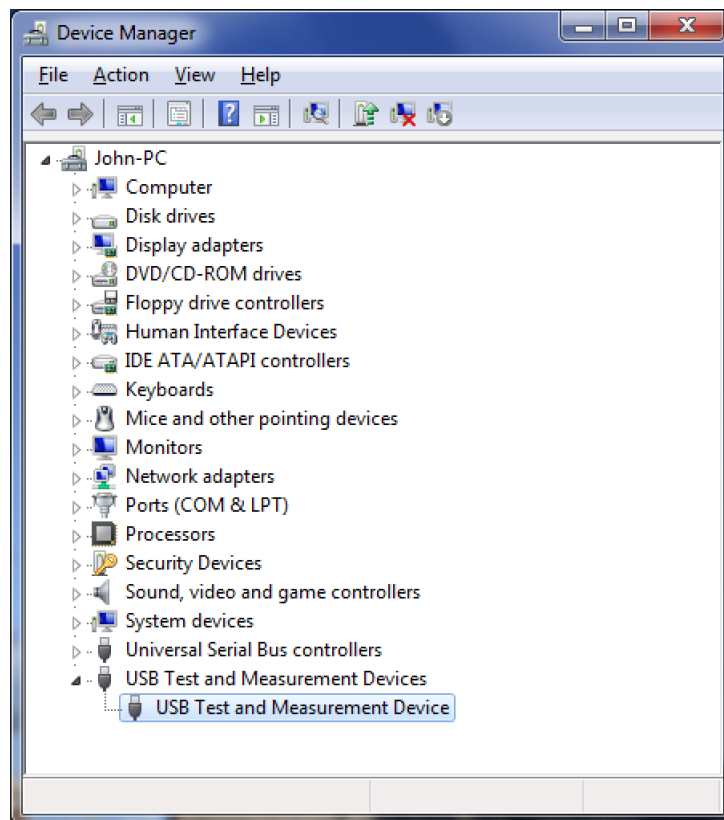 Device Manager
File Action View Help
John-PC
Computer
Disk drives
Display adapters
DVD/CD-ROM drives
Floppy drive controllers
Human Interface Devices
IDE ATA/ATAPI controllers
Keyboards
Mice and other pointing devices
Monitors
Network adapters
Ports (COM & LPT)
Processors
Security Devices
Sound, video and game controllers
System devices
Universal Serial Bus controllers
USB Test and Measurement Devices
USB Test and Measurement Device